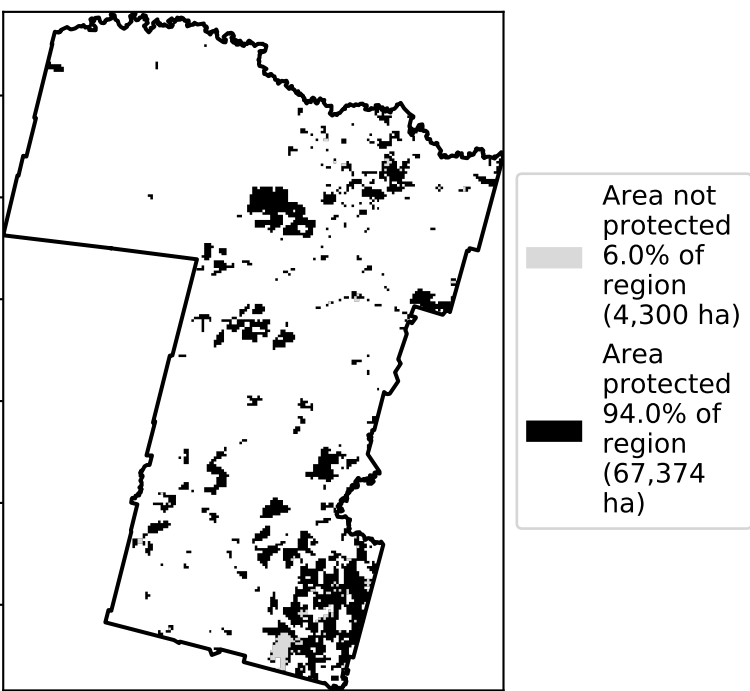 Area not
protected
6.0% of
region
(4,300 ha)
Area
protected
94.0% of
region
(67,374
ha)